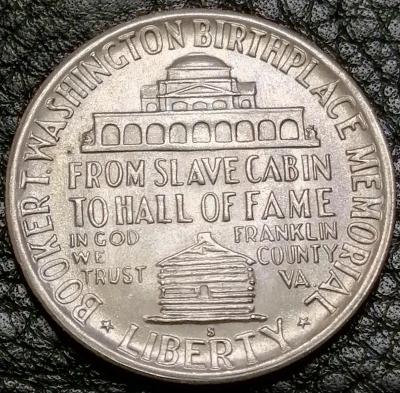 BOOKER T. WASHINGTON BIRTHPLACE MEMORIAL
FROM SLAVE CABIN
TO HALL OF FAME
IN GOD
WE
TRUST
FRANKLIN
COUNTY
VA.
S
LIBERTY